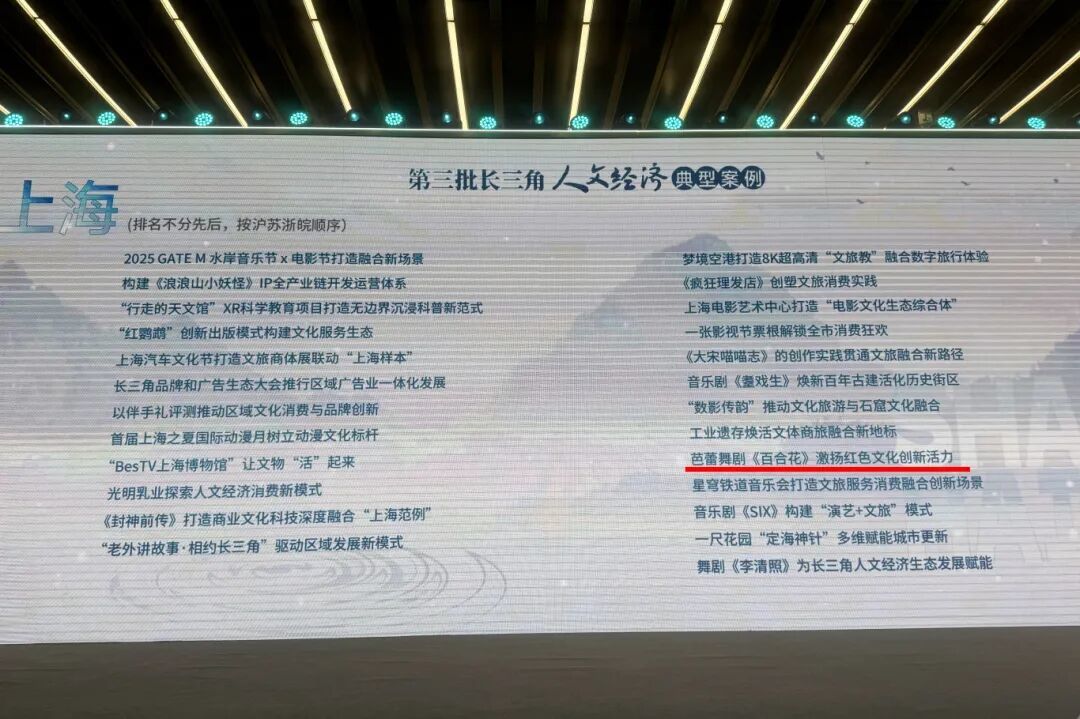 上海
第三批长三角人文经济典型案例
(排名不分先后，按沪苏浙皖顺序)
2025 GATE M 水岸音乐节 x 电影节打造融合新场景
构建《浪浪山小妖怪》IP全产业链开发运营体系
“行走的天文馆”XR科学教育项目打造无边界沉浸科普新范式
“红鹦鹉”创新出版模式构建文化服务生态
上海汽车文化节打造文旅商体展联动“上海样本”
长三角品牌和广告生态大会推行区域广告业一体化发展
以伴手礼评测推动区域文化消费与品牌创新
首届上海之夏国际动漫月树立动漫文化标杆
“BesTV上海博物馆”让文物“活”起来
光明乳业探索人文经济消费新模式
《封神前传》打造商业文化科技深度融合“上海范例”
“老外讲故事·相约长三角”驱动区域发展新模式
梦境空港打造8K超高清“文旅教”融合数字旅行体验
《疯狂理发店》创塑文旅消费实践
上海电影艺术中心打造“电影文化生态综合体”
一张影视节票根解锁全市消费狂欢
《大宋喵喵志》的创作实践贯通文旅融合新路径
音乐剧《耋戏生》焕新百年古建活化历史街区
“数影传韵”推动文化旅游与石窟文化融合
工业遗存焕活文体商旅融合新地标
芭蕾舞剧《百合花》激扬红色文化创新活力
星穹铁道音乐会打造文旅服务消费融合创新场景
音乐剧《SIX》构建“演艺+文旅”模式
一尺花园“定海神针”多维赋能城市更新
舞剧《李清照》为长三角人文经济生态发展赋能